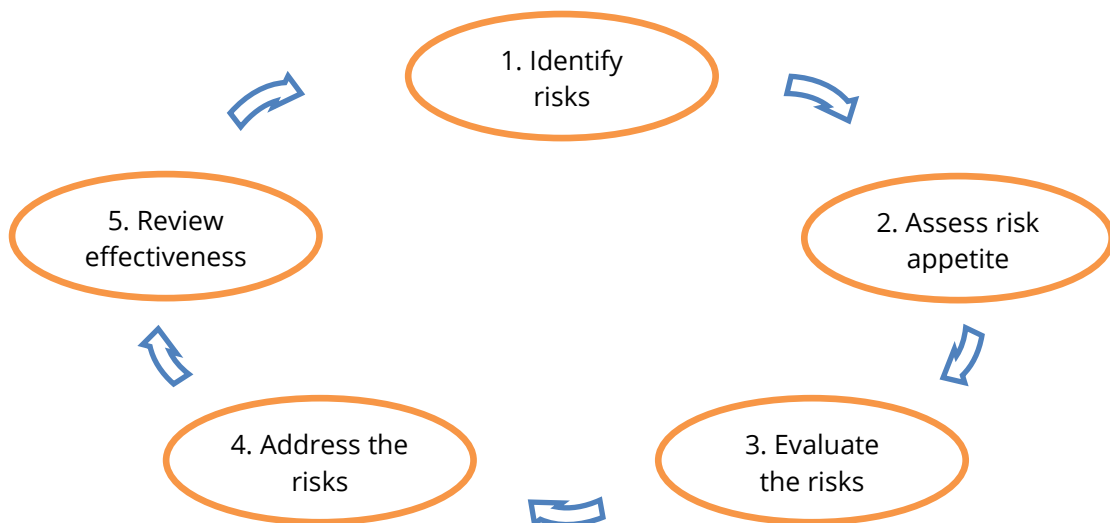 1. Identify
risks
2. Assess risk
appetite
3. Evaluate
the risks
4. Address the
risks
5. Review
effectiveness